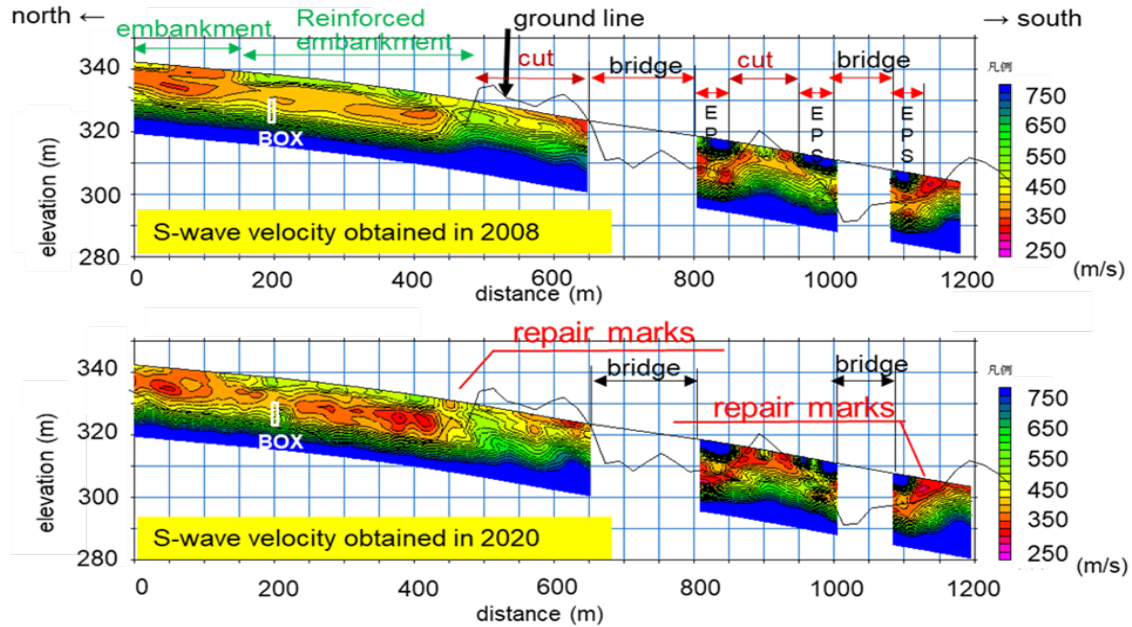 north ←
embankment
Reinforced
embankment
ground line
→ south
cut
bridge
cut
bridge
E
P
S
E
P
S
E
P
S
BOX
elevation (m)
340
320
300
280
S-wave velocity obtained in 2008
0
200
400
600
800
1000
1200
distance (m)
凡例
750
650
550
450
350
250
(m/s)
repair marks
bridge
bridge
repair marks
BOX
elevation (m)
340
320
300
280
S-wave velocity obtained in 2020
0
200
400
600
800
1000
1200
distance (m)
凡例
750
650
550
450
350
250
(m/s)